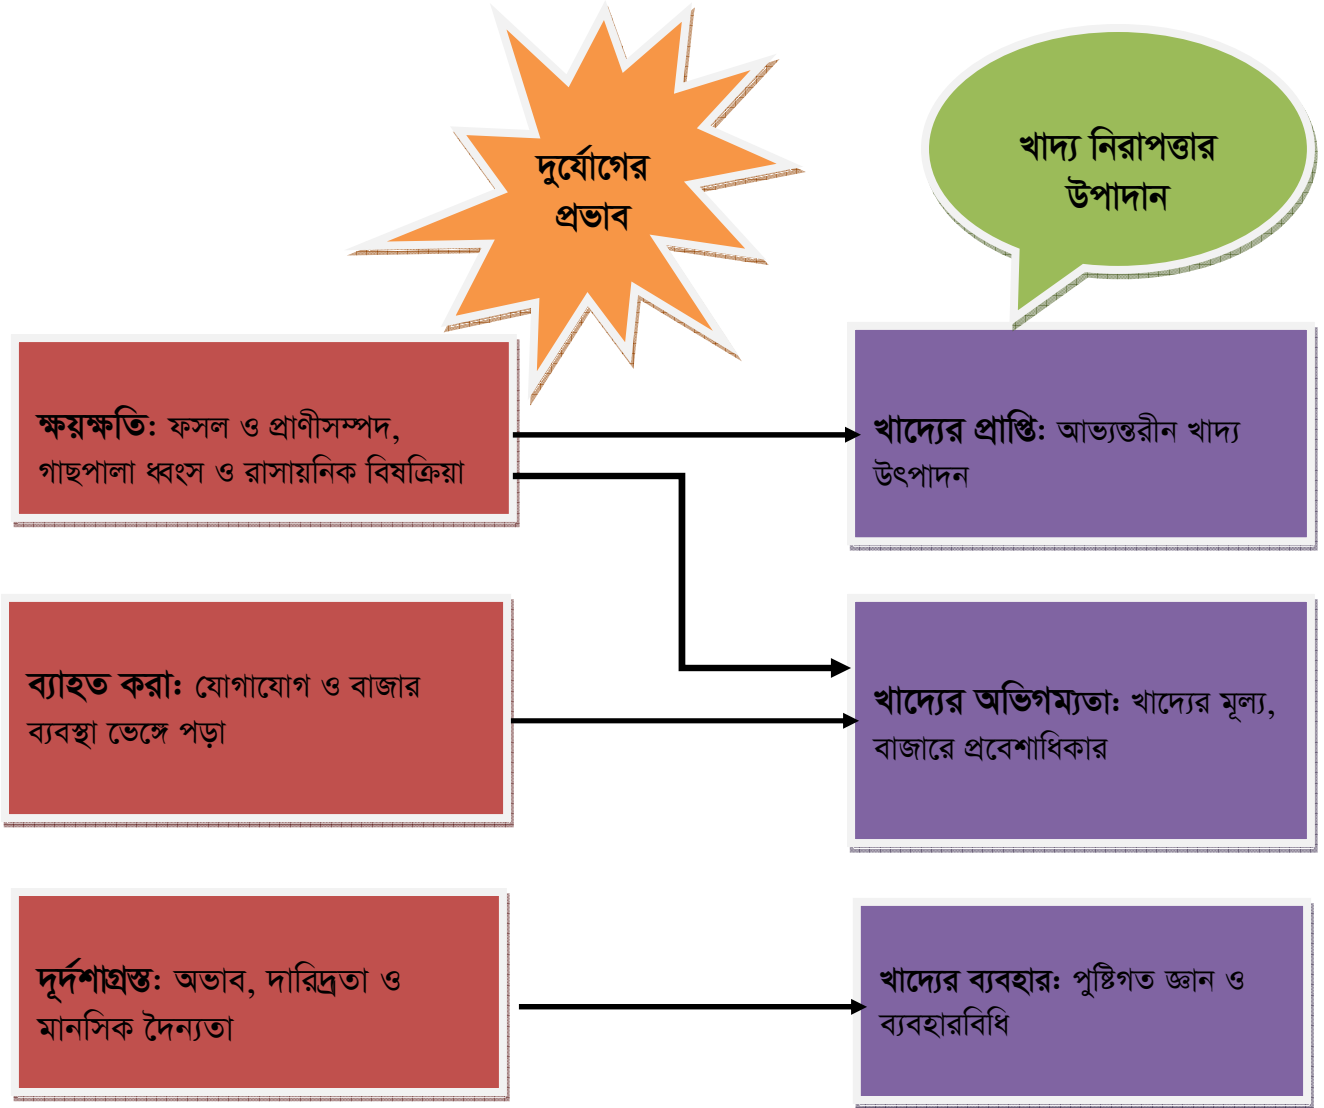 দুর্যোগের
প্রভাব
খাদ্য নিরাপত্তার
উপাদান
ক্ষয়ক্ষতি: ফসল ও প্রাণীসম্পদ,
গাছপালা ধ্বংস ও রাসায়নিক বিষক্রিয়া
খাদ্যের প্রাপ্তি: আভ্যন্তরীন খাদ্য
উৎপাদন
ব্যাহত করা: যোগাযোগ ও বাজার
ব্যবস্থা ভেঙ্গে পড়া
খাদ্যের অভিগম্যতা: খাদ্যের মূল্য,
বাজারে প্রবেশাধিকার
দূর্দশাগ্রস্ত: অভাব, দারিদ্রতা ও
মানসিক দৈন্যতা
খাদ্যের ব্যবহার: পুষ্টিগত জ্ঞান ও
ব্যবহারবিধি